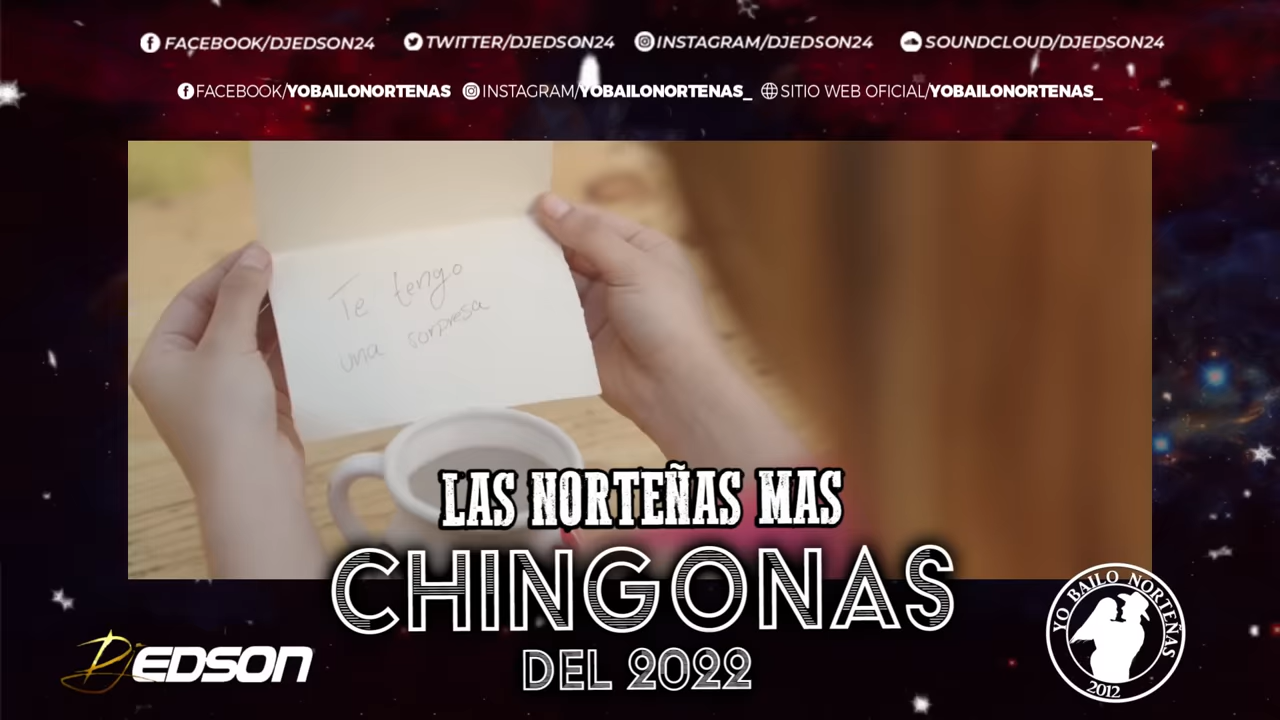 FACEBOOK/DJEDSON24 TWITTER/DJEDSON24 INSTAGRAM/DJEDSON24 SOUNDCLOUD/DJEDSON24
FACEBOOK/YOBAILONORTENAS INSTAGRAM/YOBAILONORTENAS_ SITIO WEB OFICIAL/YOBAILONORTENAS_
Te tengo
una sorpresa
LAS NORTEÑAS MAS
CHINGONAS
DEL 2022
Dj EDSON
YO BAILO NORTEÑAS
2012